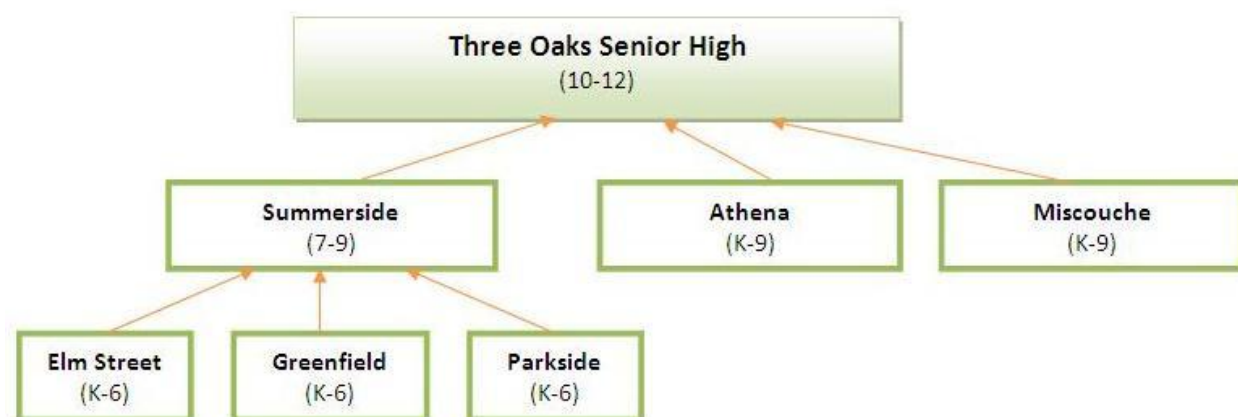 Three Oaks Senior High
(10-12)
Summerside
(7-9)
Athena
(K-9)
Miscouche
(K-9)
Elm Street
(K-6)
Greenfield
(K-6)
Parkside
(K-6)